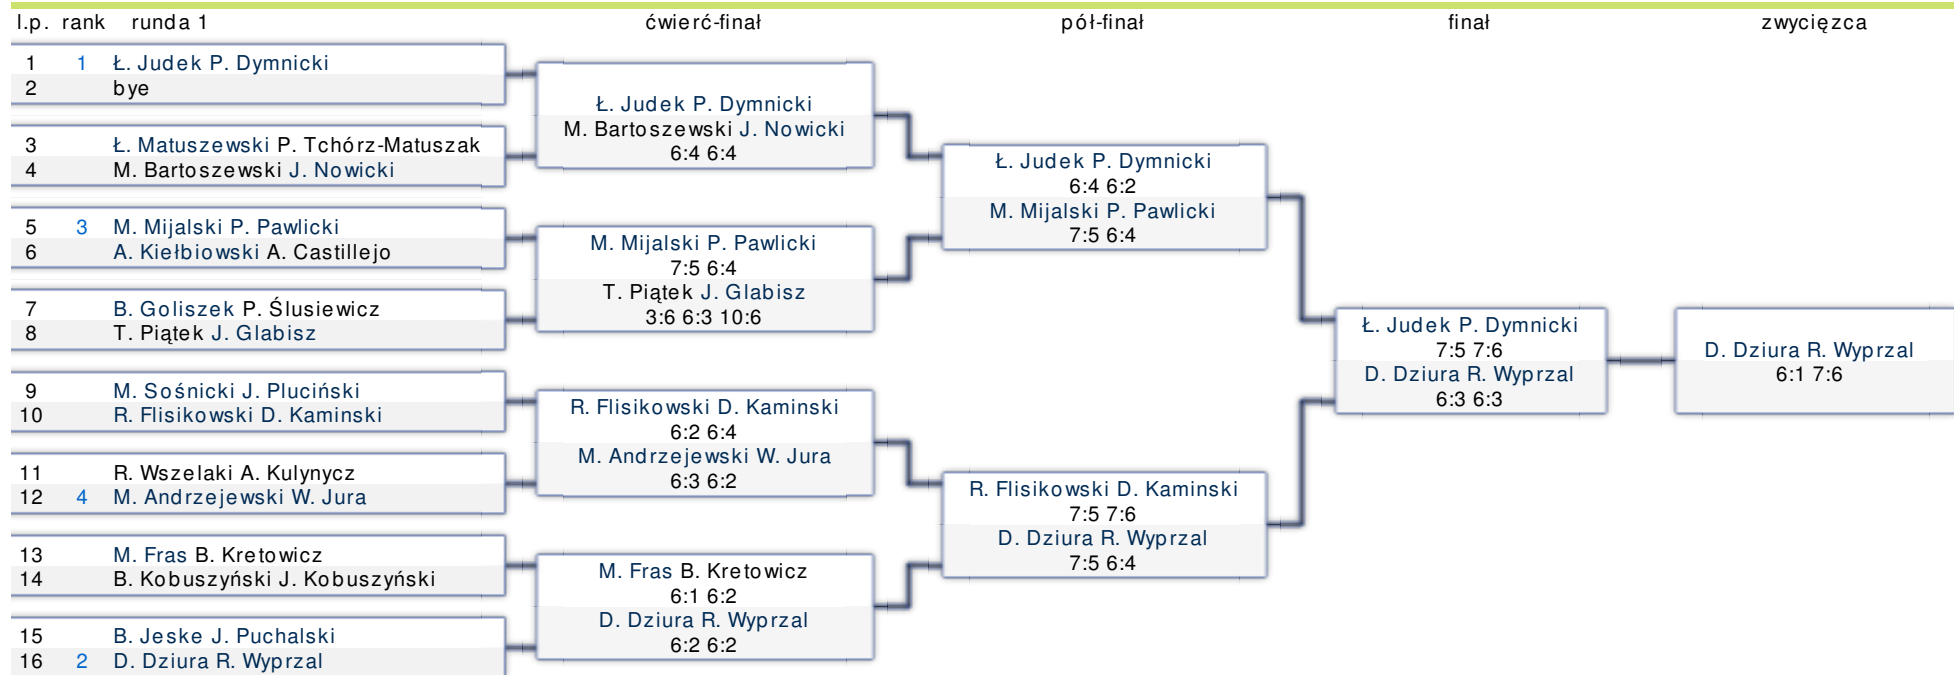 l.p. rank runda 1 ćwierć-finał pół-finał finał zwycięzca
1 1 Ł. Judek P. Dymnicki
2 bye
3 Ł. Matuszewski P. Tchórz-Matuszak
4 M. Bartoszewski J. Nowicki
5 3 M. Mijalski P. Pawlicki
6 A. Kiełbiowski A. Castillejo
7 B. Goliszek P. Ślusiewicz
8 T. Piątek J. Glabisz
9 M. Sośnicki J. Pluciński
10 R. Flisikowski D. Kaminski
11 R. Wszelaki A. Kulynycz
12 4 M. Andrzejewski W. Jura
13 M. Fras B. Kretowicz
14 B. Kobuszyński J. Kobuszyński
15 B. Jeske J. Puchalski
16 2 D. Dziura R. Wyprzal
Ł. Judek P. Dymnicki
M. Bartoszewski J. Nowicki
6:4 6:4
M. Mijalski P. Pawlicki
7:5 6:4
T. Piątek J. Glabisz
3:6 6:3 10:6
R. Flisikowski D. Kaminski
6:2 6:4
M. Andrzejewski W. Jura
6:3 6:2
M. Fras B. Kretowicz
6:1 6:2
D. Dziura R. Wyprzal
6:2 6:2
Ł. Judek P. Dymnicki
6:4 6:2
M. Mijalski P. Pawlicki
7:5 6:4
R. Flisikowski D. Kaminski
7:5 7:6
D. Dziura R. Wyprzal
7:5 6:4
Ł. Judek P. Dymnicki
7:5 7:6
D. Dziura R. Wyprzal
6:3 6:3
D. Dziura R. Wyprzal
6:1 7:6